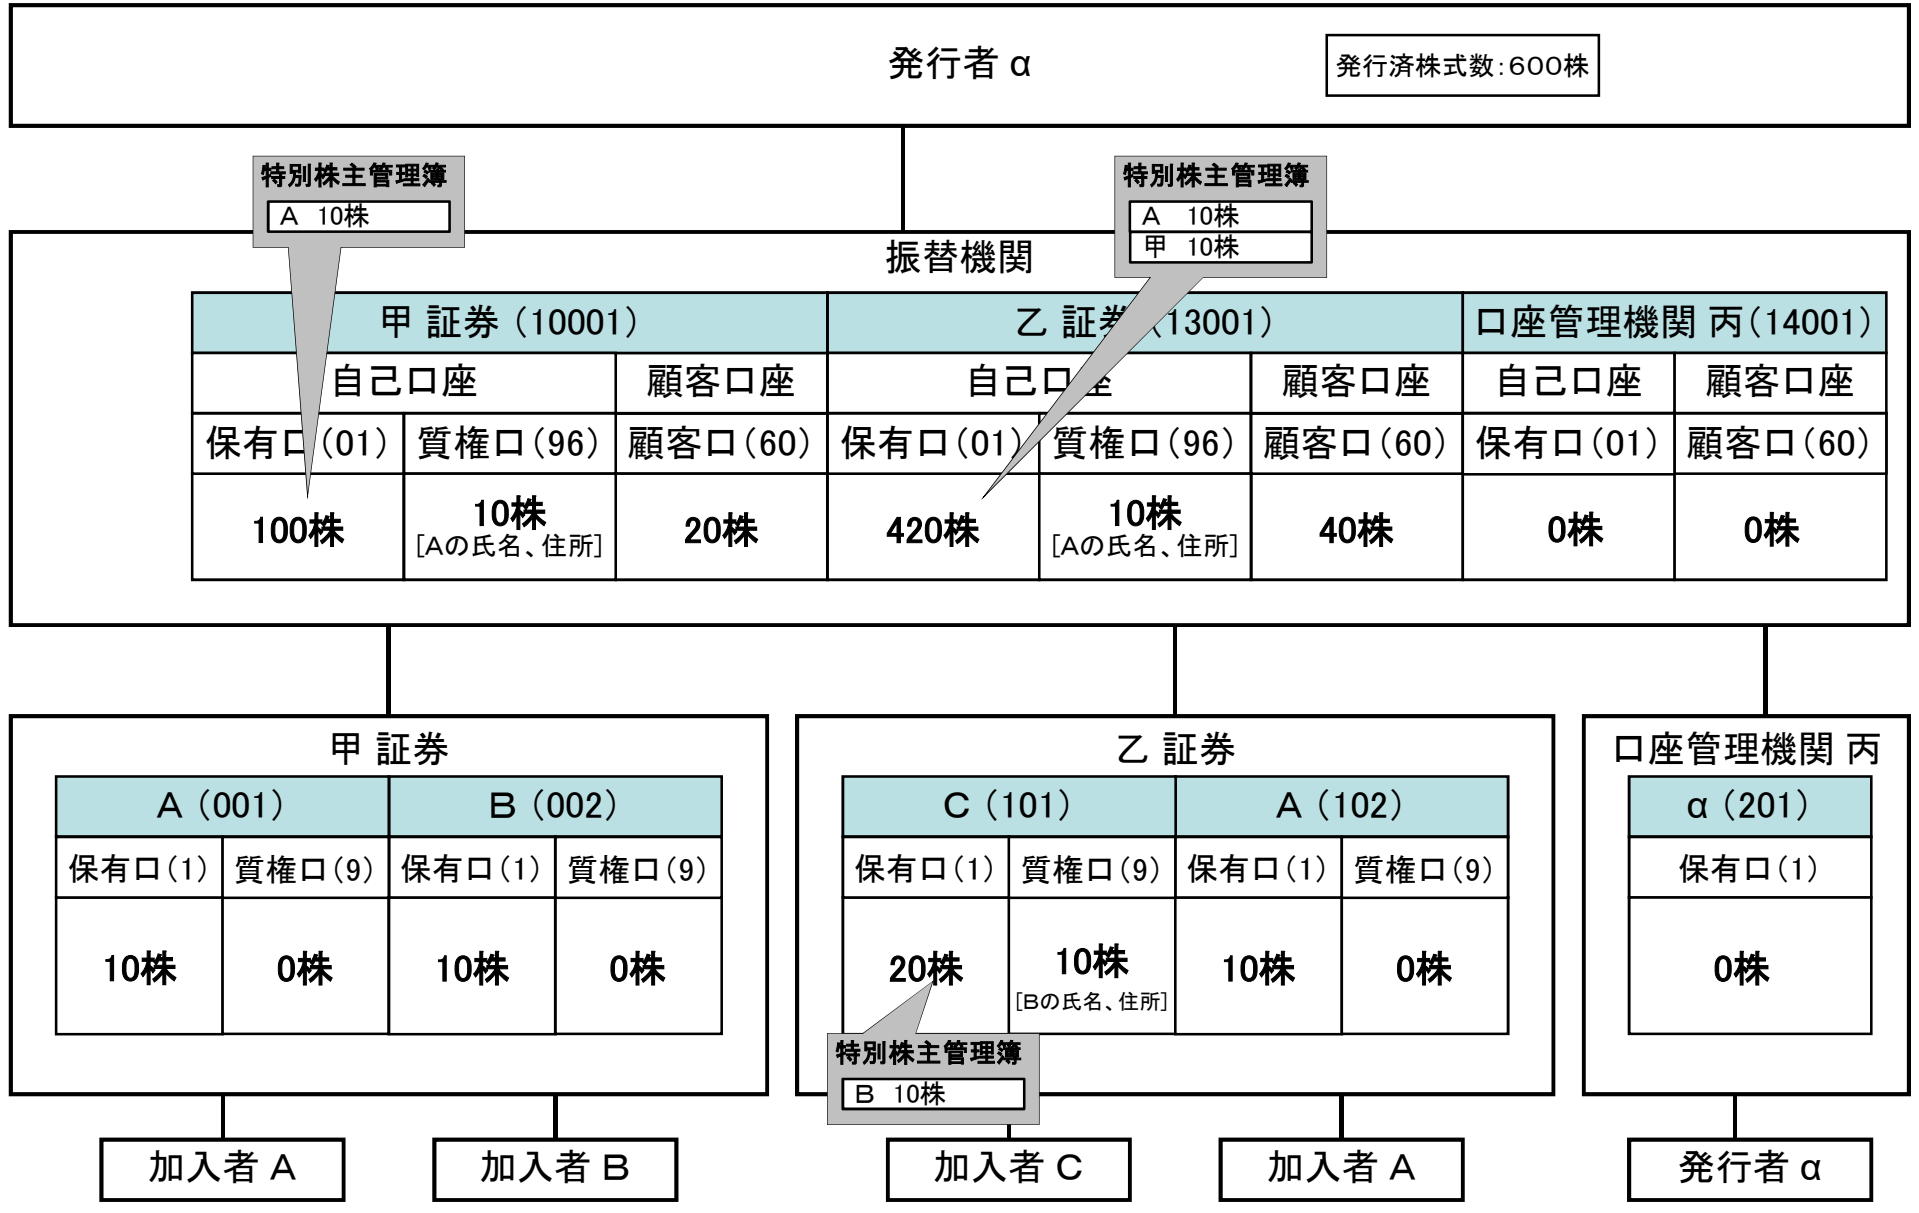 発行者 α
発行済株式数：600株
特別株主管理簿
A 10株
特別株主管理簿
A 10株
甲 10株
振替機関
甲 証券（10001） 乙 証券（13001） 口座管理機関 丙（14001）
自己口座 顧客口座 自己口座 顧客口座 自己口座 顧客口座
保有口（01） 質権口（96） 顧客口（60） 保有口（01） 質権口（96） 顧客口（60） 保有口（01） 顧客口（60）
100株 10株 20株 420株 10株 40株 0株 0株
[Aの氏名、住所] [Aの氏名、住所]
甲 証券 乙 証券 口座管理機関 丙
A（001） B（002） C（101） A（102） α（201）
保有口（1） 質権口（9） 保有口（1） 質権口（9） 保有口（1） 質権口（9） 保有口（1） 質権口（9） 保有口（1）
10株 0株 10株 0株 20株 10株 10株 0株 0株
[Bの氏名、住所]
特別株主管理簿
B 10株
加入者 A 加入者 B 加入者 C 加入者 A 発行者 α